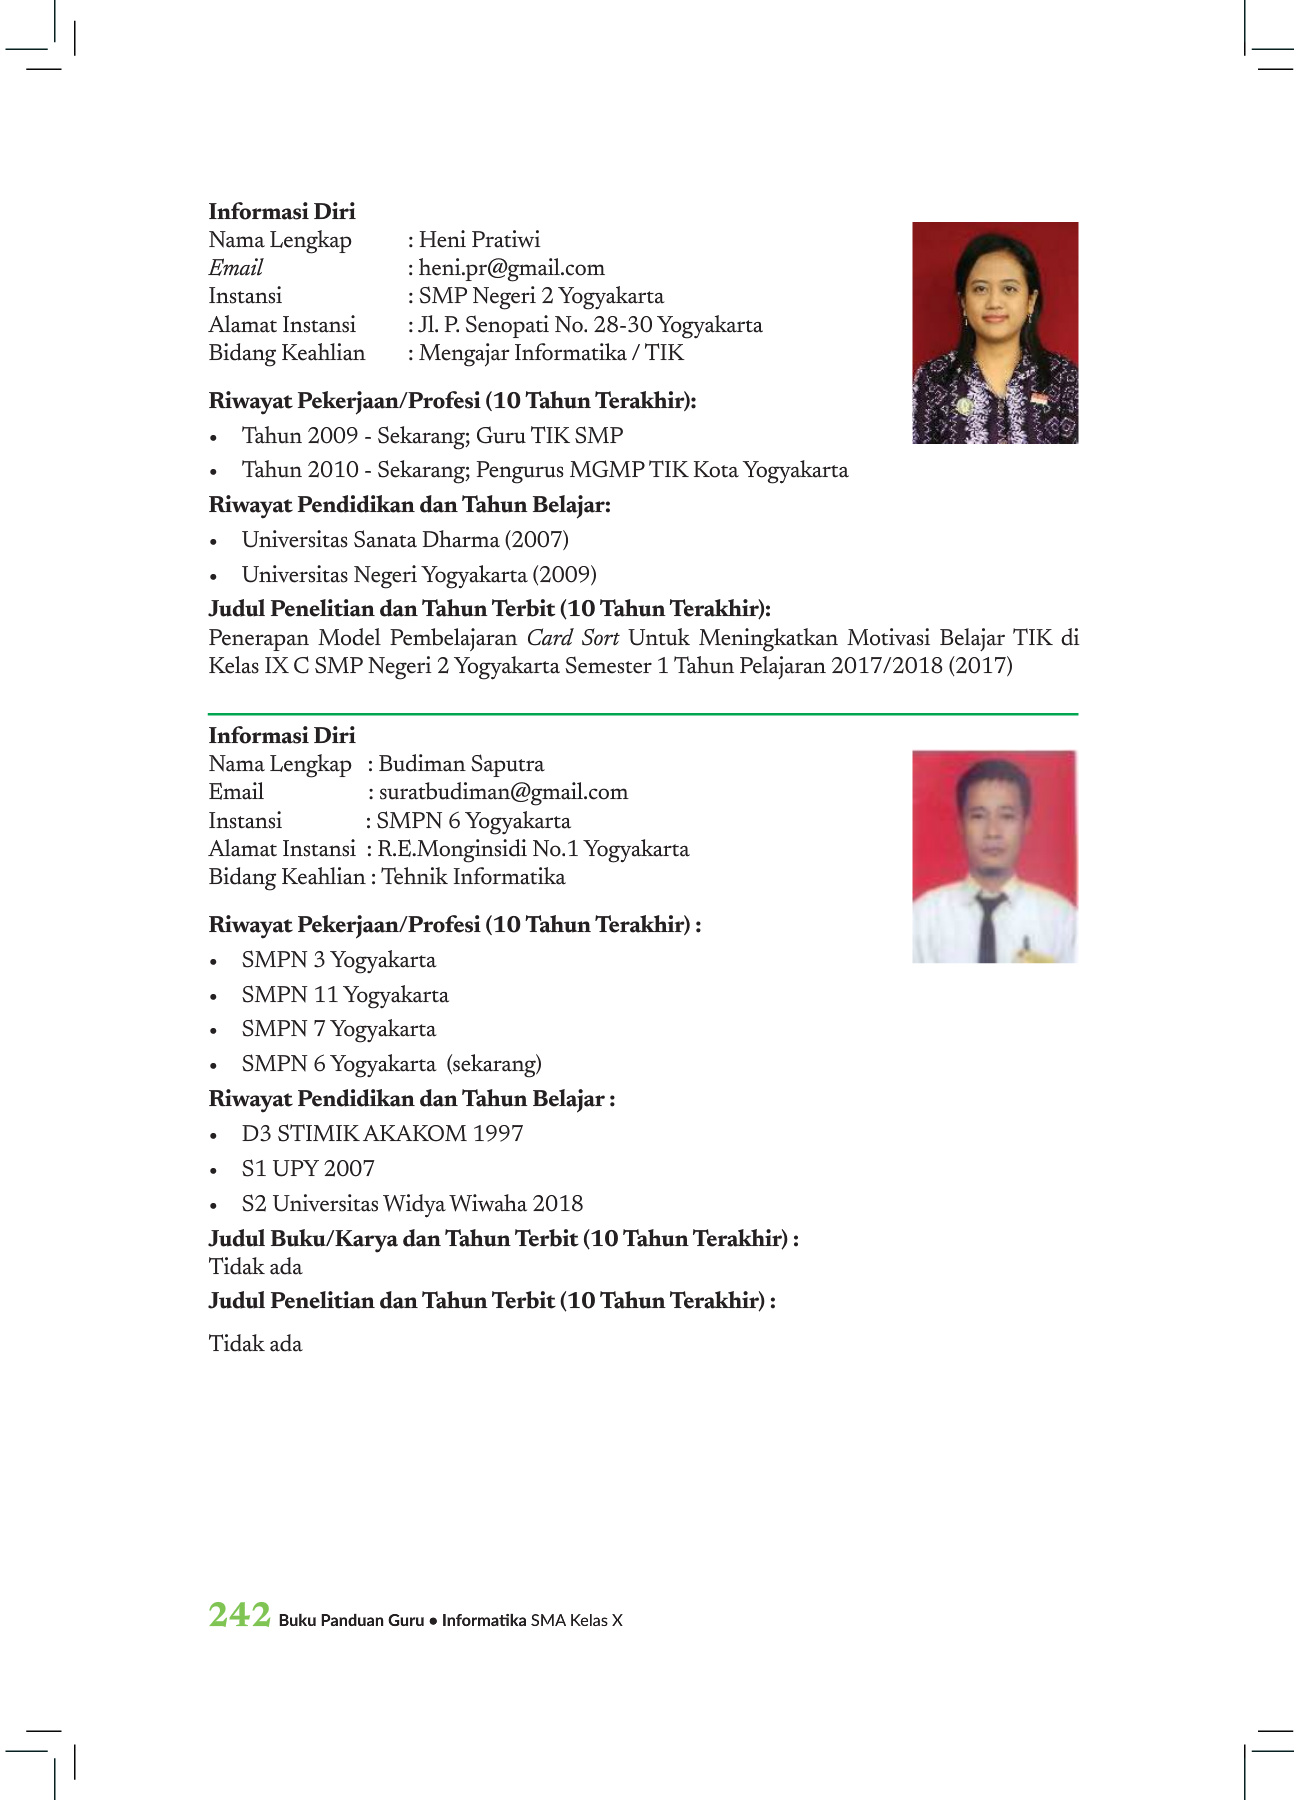 Informasi Diri
Nama Lengkap : Heni Pratiwi
Email : heni.pr@gmail.com
Instansi : SMP Negeri 2 Yogyakarta
Alamat Instansi : Jl. P. Senopati No. 28-30 Yogyakarta
Bidang Keahlian : Mengajar Informatika / TIK
Riwayat Pekerjaan/Profesi (10 Tahun Terakhir):
• Tahun 2009 - Sekarang; Guru TIK SMP
• Tahun 2010 - Sekarang; Pengurus MGMP TIK Kota Yogyakarta
Riwayat Pendidikan dan Tahun Belajar:
• Universitas Sanata Dharma (2007)
• Universitas Negeri Yogyakarta (2009)
Judul Penelitian dan Tahun Terbit (10 Tahun Terakhir):
Penerapan Model Pembelajaran Card Sort Untuk Meningkatkan Motivasi Belajar TIK di
Kelas IX C SMP Negeri 2 Yogyakarta Semester 1 Tahun Pelajaran 2017/2018 (2017)
Informasi Diri
Nama Lengkap : Budiman Saputra
Email : suratbudiman@gmail.com
Instansi : SMPN 6 Yogyakarta
Alamat Instansi : R.E.Monginsidi No.1 Yogyakarta
Bidang Keahlian : Tehnik Informatika
Riwayat Pekerjaan/Profesi (10 Tahun Terakhir) :
• SMPN 3 Yogyakarta
• SMPN 11 Yogyakarta
• SMPN 7 Yogyakarta
• SMPN 6 Yogyakarta (sekarang)
Riwayat Pendidikan dan Tahun Belajar :
• D3 STIMIK AKAKOM 1997
• S1 UPY 2007
• S2 Universitas Widya Wiwaha 2018
Judul Buku/Karya dan Tahun Terbit (10 Tahun Terakhir) :
Tidak ada
Judul Penelitian dan Tahun Terbit (10 Tahun Terakhir) :
Tidak ada
242 Buku Panduan Guru • Informatika SMA Kelas X